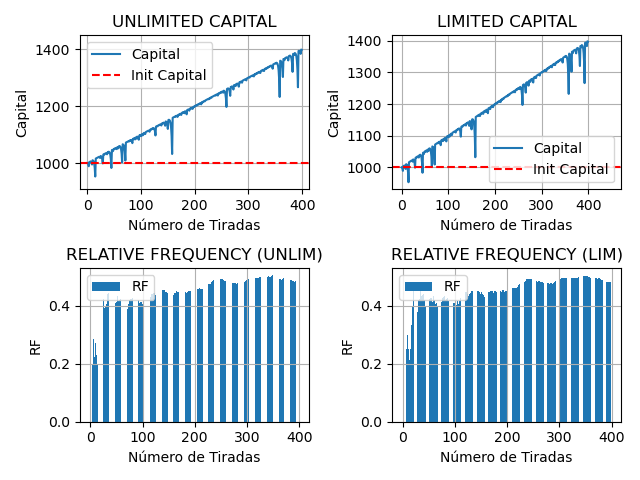 UNLIMITED CAPITAL
Capital
1400
1200
1000
Capital
Init Capital
0
100
200
300
400
Número de Tiradas
LIMITED CAPITAL
Capital
1400
1300
1200
1100
1000
Capital
Init Capital
0
100
200
300
400
Número de Tiradas
RELATIVE FREQUENCY (UNLIM)
RF
0.4
0.2
0.0
RF
0
100
200
300
400
Número de Tiradas
RELATIVE FREQUENCY (LIM)
RF
0.4
0.2
0.0
RF
0
100
200
300
400
Número de Tiradas